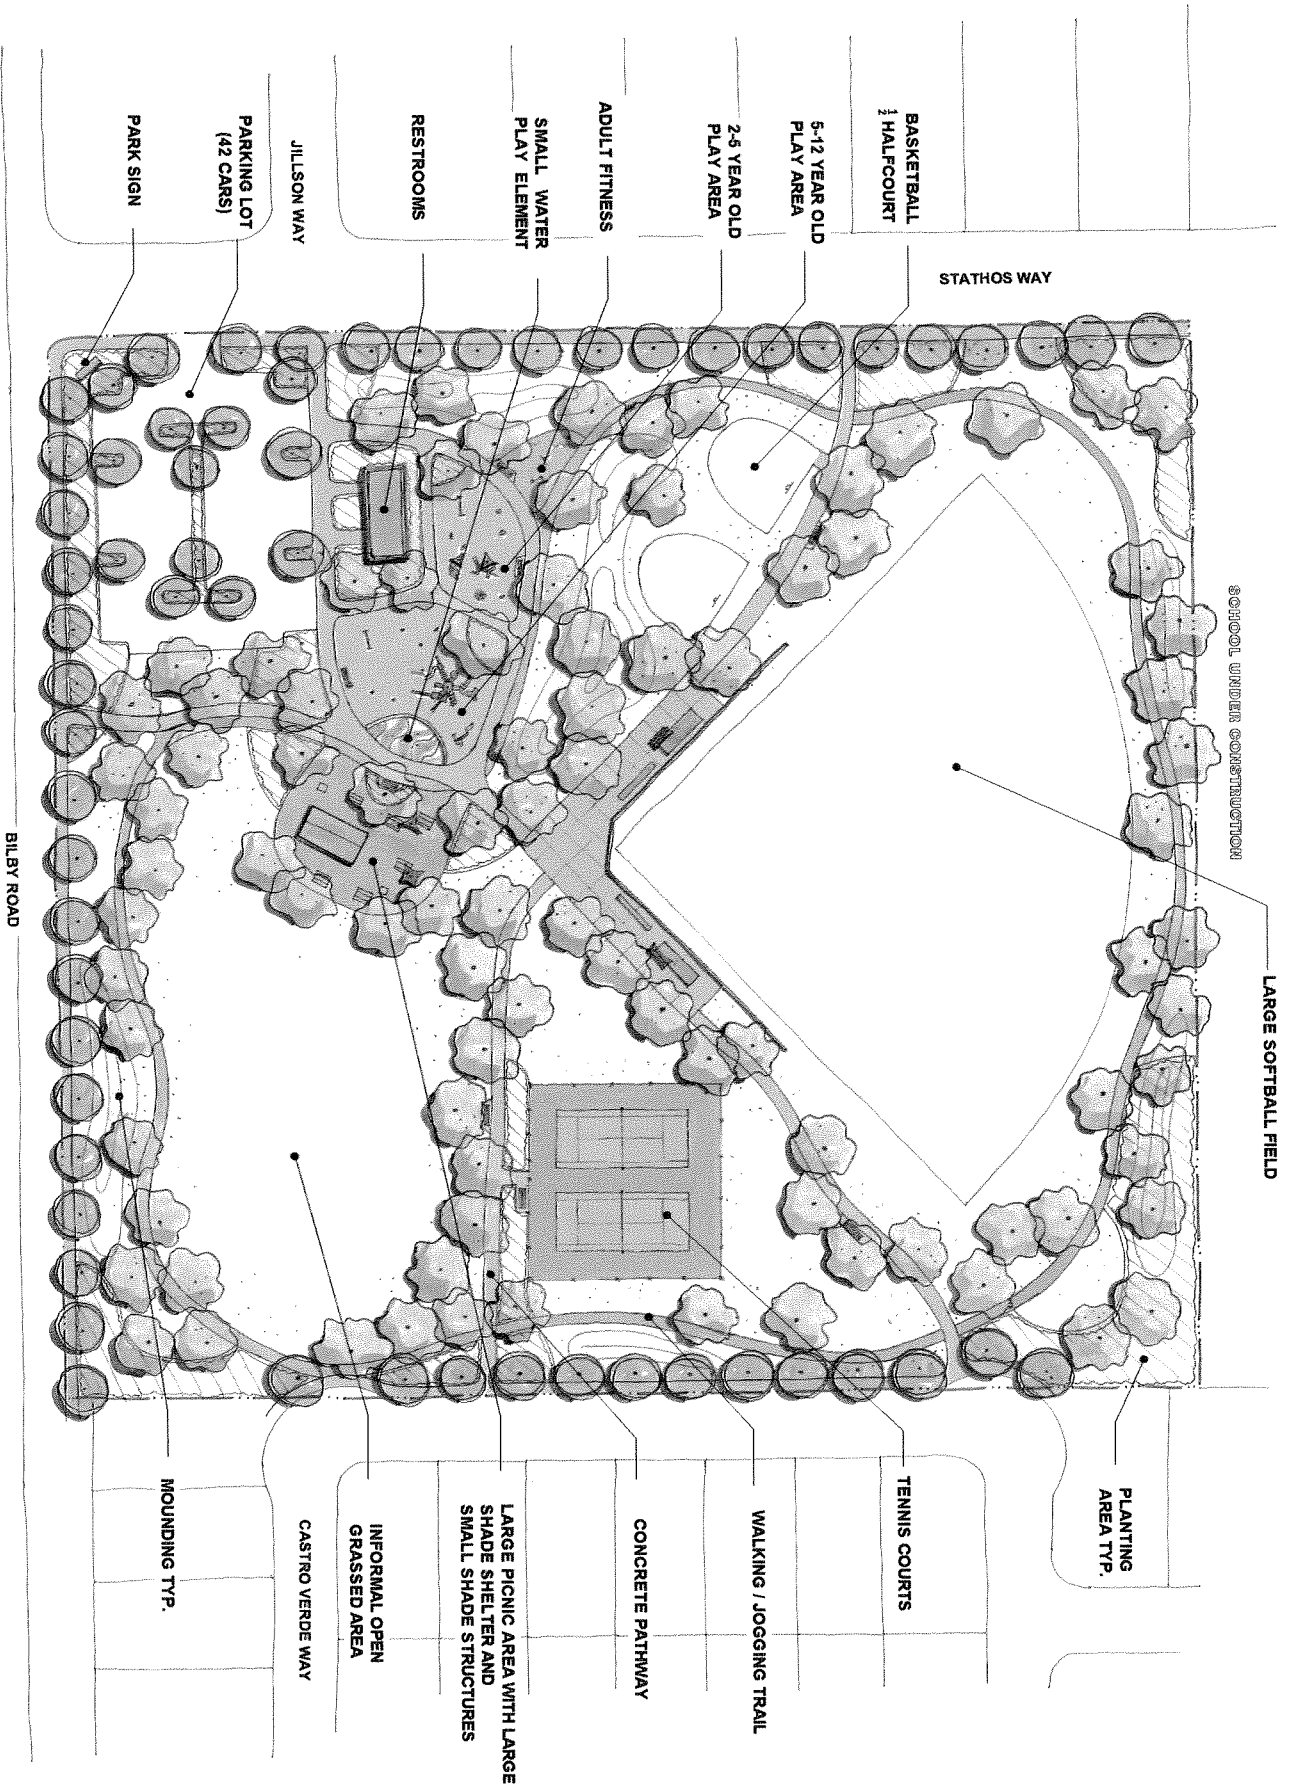 PARK SIGN
PARKING LOT
(42 CARS)
JILLSON WAY
RESTROOMS
SMALL WATER
PLAY ELEMENT
ADULT FITNESS
2-5 YEAR OLD
PLAY AREA
5-12 YEAR OLD
PLAY AREA
BASKETBALL
½ HALFCOURT
STATHOS WAY
SCHOOL UNDER CONSTRUCTION
LARGE SOFTBALL FIELD
BILBY ROAD
MOUNDING TYP.
CASTRO VERDE WAY
INFORMAL OPEN
GRASSED AREA
LARGE PICNIC AREA WITH LARGE
SHADE SHELTER AND
SMALL SHADE STRUCTURES
CONCRETE PATHWAY
WALKING / JOGGING TRAIL
TENNIS COURTS
PLANTING
AREA TYP.